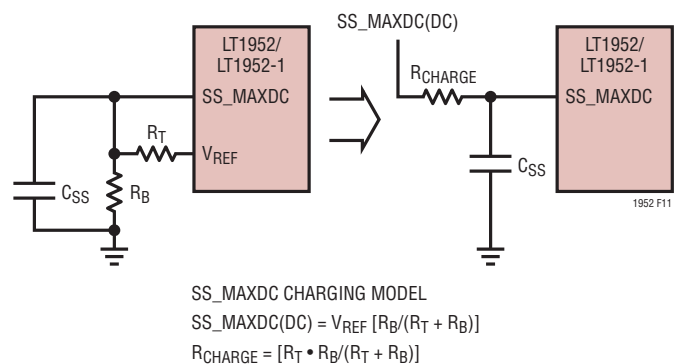 SS_MAXDC(DC)
LT1952/
LT1952-1
SS_MAXDC
RT
VREF
CSS
RB
RCHARGE
LT1952/
LT1952-1
SS_MAXDC
CSS
1952 F11
SS_MAXDC CHARGING MODEL
SS_MAXDC(DC) = VREF [RB/(RT + RB)]
RCHARGE = [RT • RB/(RT + RB)]